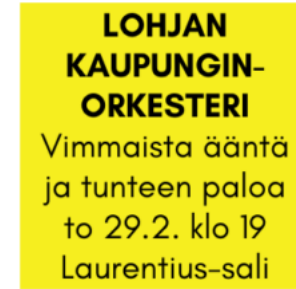 LOHJAN
KAUPUNGIN-
ORKESTERI
Vimmaista ääntä
ja tunteen paloa
to 29.2. klo 19
Laurentius-sali